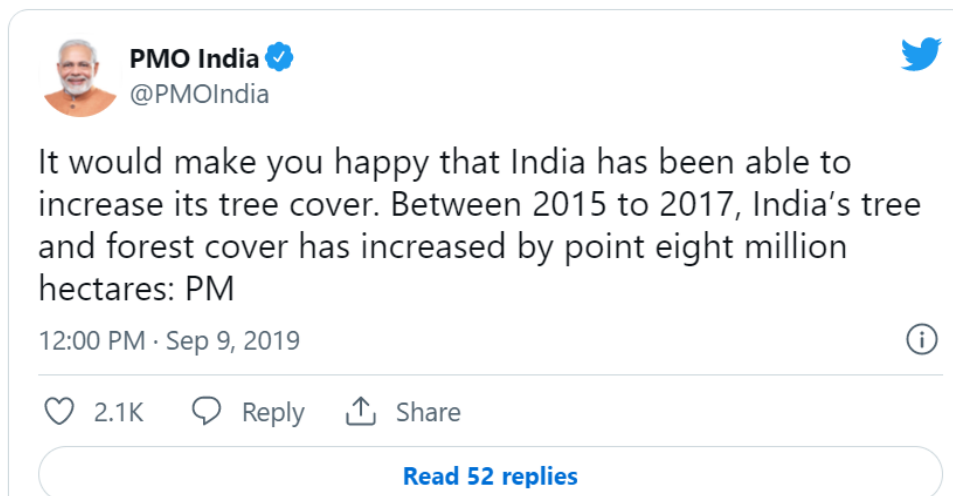 PMO India
@PMOIndia
It would make you happy that India has been able to
increase its tree cover. Between 2015 to 2017, India’s tree
and forest cover has increased by point eight million
hectares: PM
12:00 PM · Sep 9, 2019
2.1K Reply Share
Read 52 replies